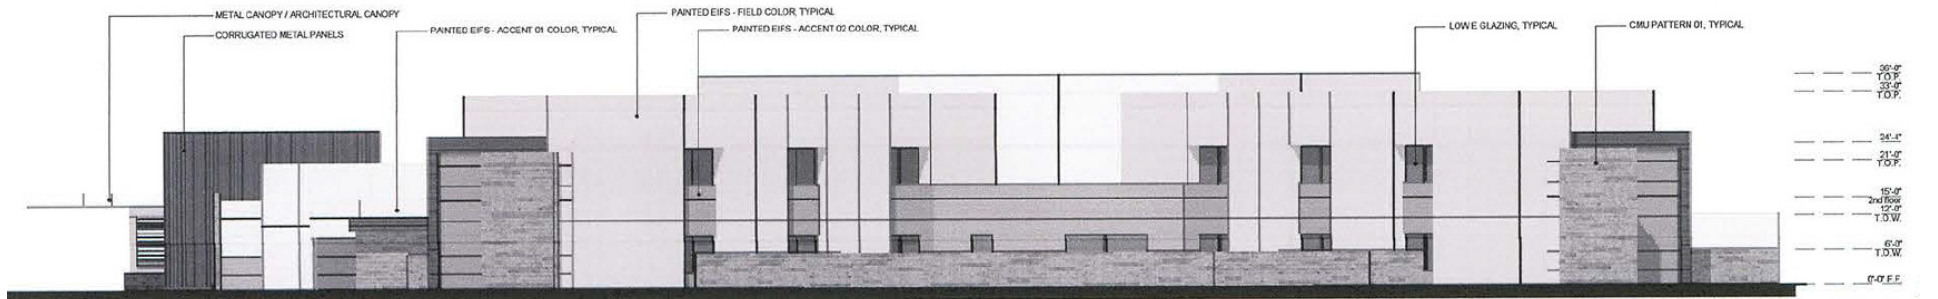 METAL CANOPY / ARCHITECTURAL CANOPY
CORRUGATED METAL PANELS
PAINTED EIFS - ACCENT 01 COLOR, TYPICAL
PAINTED EIFS - FIELD COLOR, TYPICAL
PAINTED EIFS - ACCENT 02 COLOR, TYPICAL
LOW E GLAZING, TYPICAL
CMU PATTERN 01, TYPICAL
36'-0"
T.O.P.
33'-0"
T.O.P.
24'-4"
21'-0"
T.O.P.
15'-0"
2nd floor
12'-0"
T.O.W.
6'-0"
T.O.W.
0'-0" F.F.